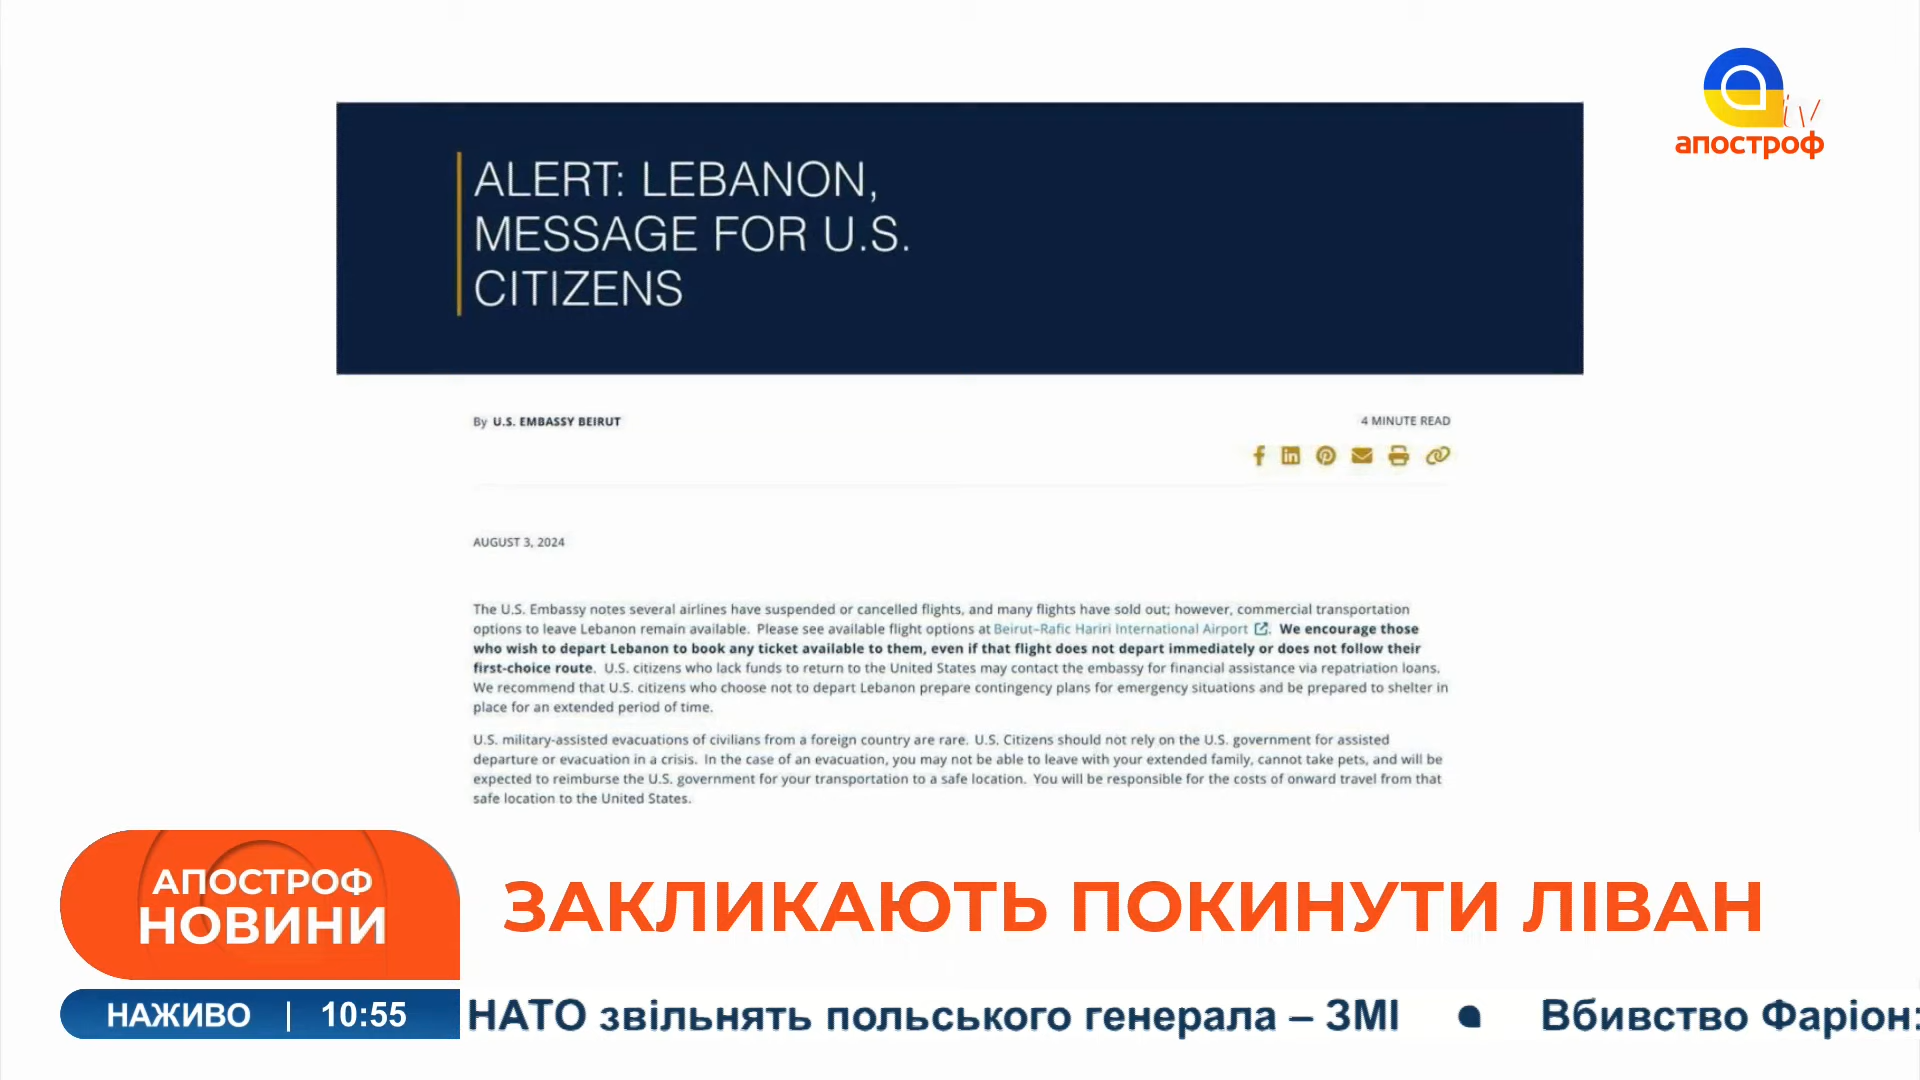 апостроф
ALERT: LEBANON,
MESSAGE FOR U.S.
CITIZENS
By U.S. EMBASSY BEIRUT
4 MINUTE READ
AUGUST 3, 2024
The U.S. Embassy notes several airlines have suspended or cancelled flights, and many flights have sold out; however, commercial transportation
options to leave Lebanon remain available. Please see available flight options at Beirut–Rafic Hariri International Airport. We encourage those
who wish to depart Lebanon to book any ticket available to them, even if that flight does not depart immediately or does not follow their
first-choice route. U.S. citizens who lack funds to return to the United States may contact the embassy for financial assistance via repatriation loans.
We recommend that U.S. citizens who choose not to depart Lebanon prepare contingency plans for emergency situations and be prepared to shelter in
place for an extended period of time.
U.S. military-assisted evacuations of civilians from a foreign country are rare. U.S. Citizens should not rely on the U.S. government for assisted
departure or evacuation in a crisis. In the case of an evacuation, you may not be able to leave with your extended family, cannot take pets, and will be
expected to reimburse the U.S. government for your transportation to a safe location. You will be responsible for the costs of onward travel from that
safe location to the United States.
АПОСТРОФ
НОВИНИ
ЗАКЛИКАЮТЬ ПОКИНУТИ ЛІВАН
НАЖИВО | 10:55
НАТО звільнять польського генерала – ЗМІ
Вбивство Фаріон: